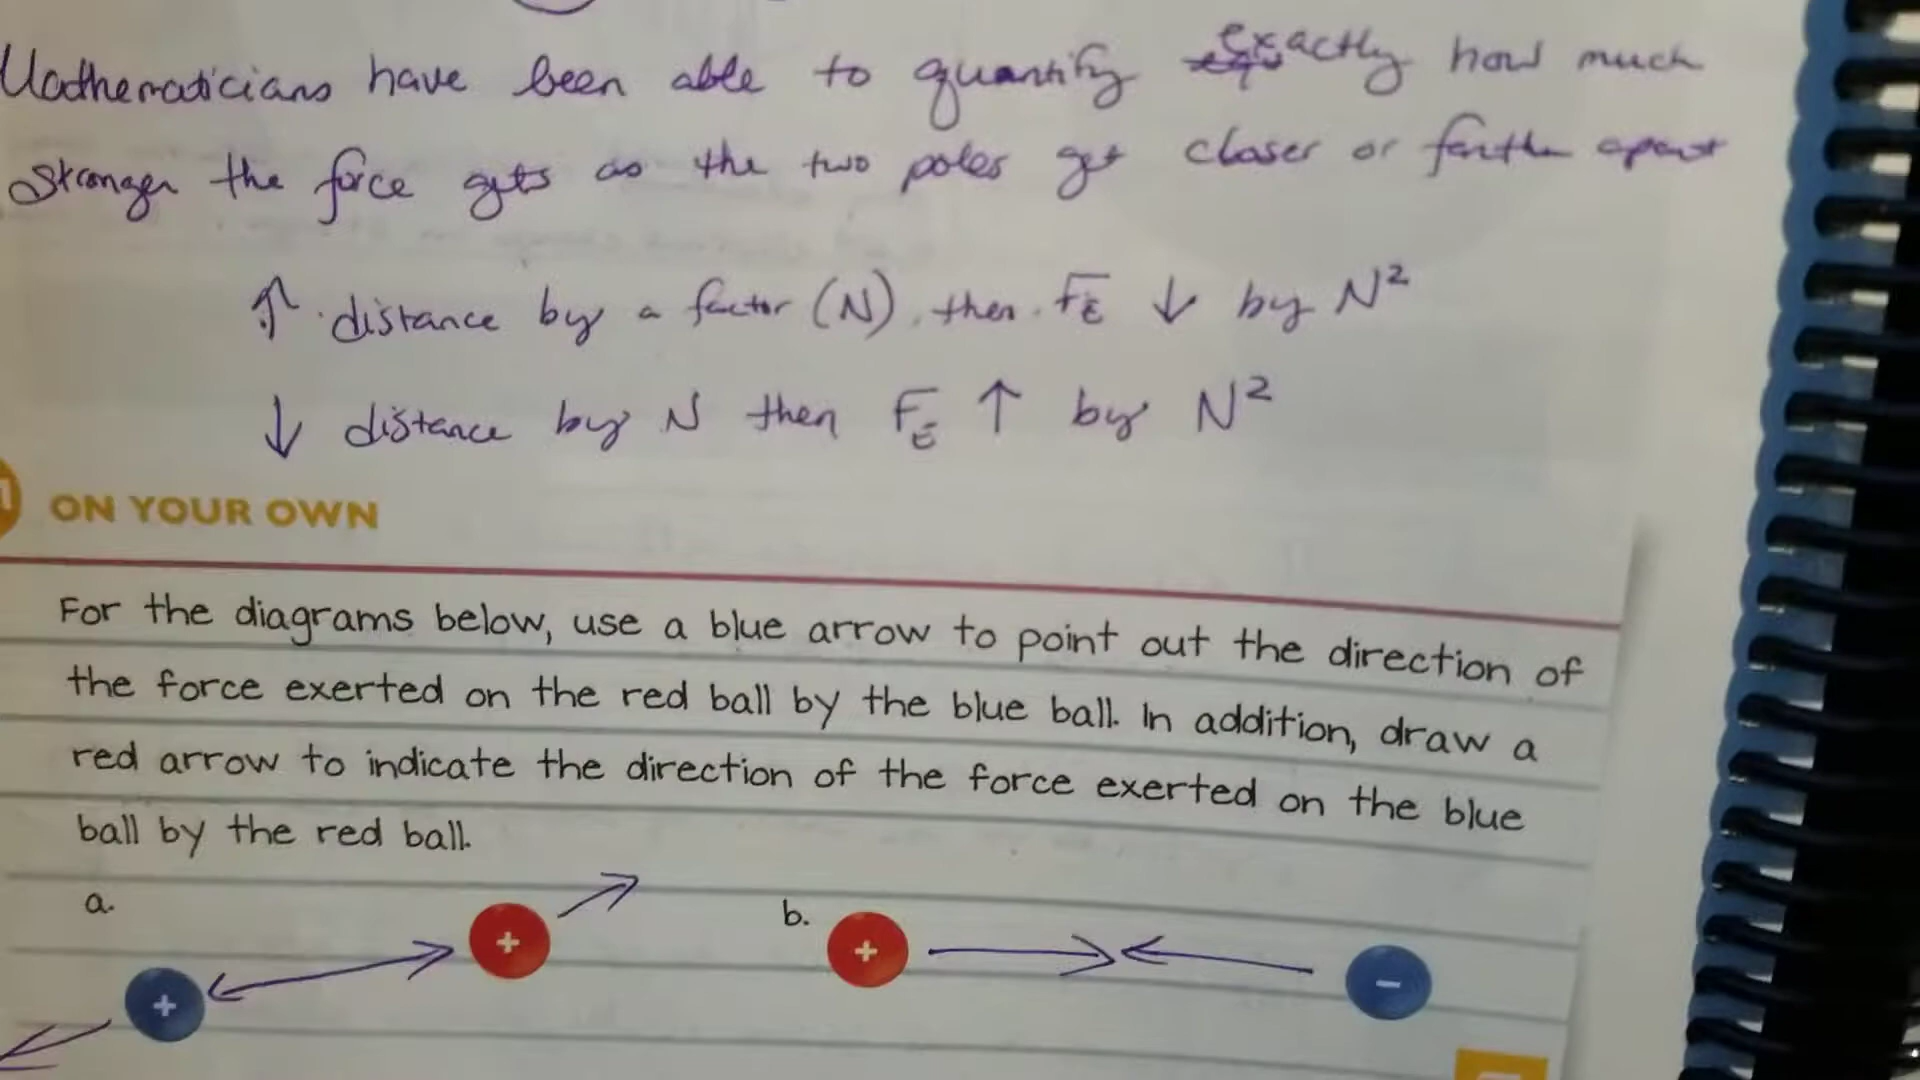 Mathematicians have been able to quantify exactly how much
stronger the force gets as the two poles get closer or farther apart
↑ distance by a factor (N), then F_E ↓ by N²
↓ distance by N then F_E ↑ by N²
ON YOUR OWN
For the diagrams below, use a blue arrow to point out the direction of
the force exerted on the red ball by the blue ball. In addition, draw a
red arrow to indicate the direction of the force exerted on the blue
ball by the red ball.
a.
b.
+
+
+
−